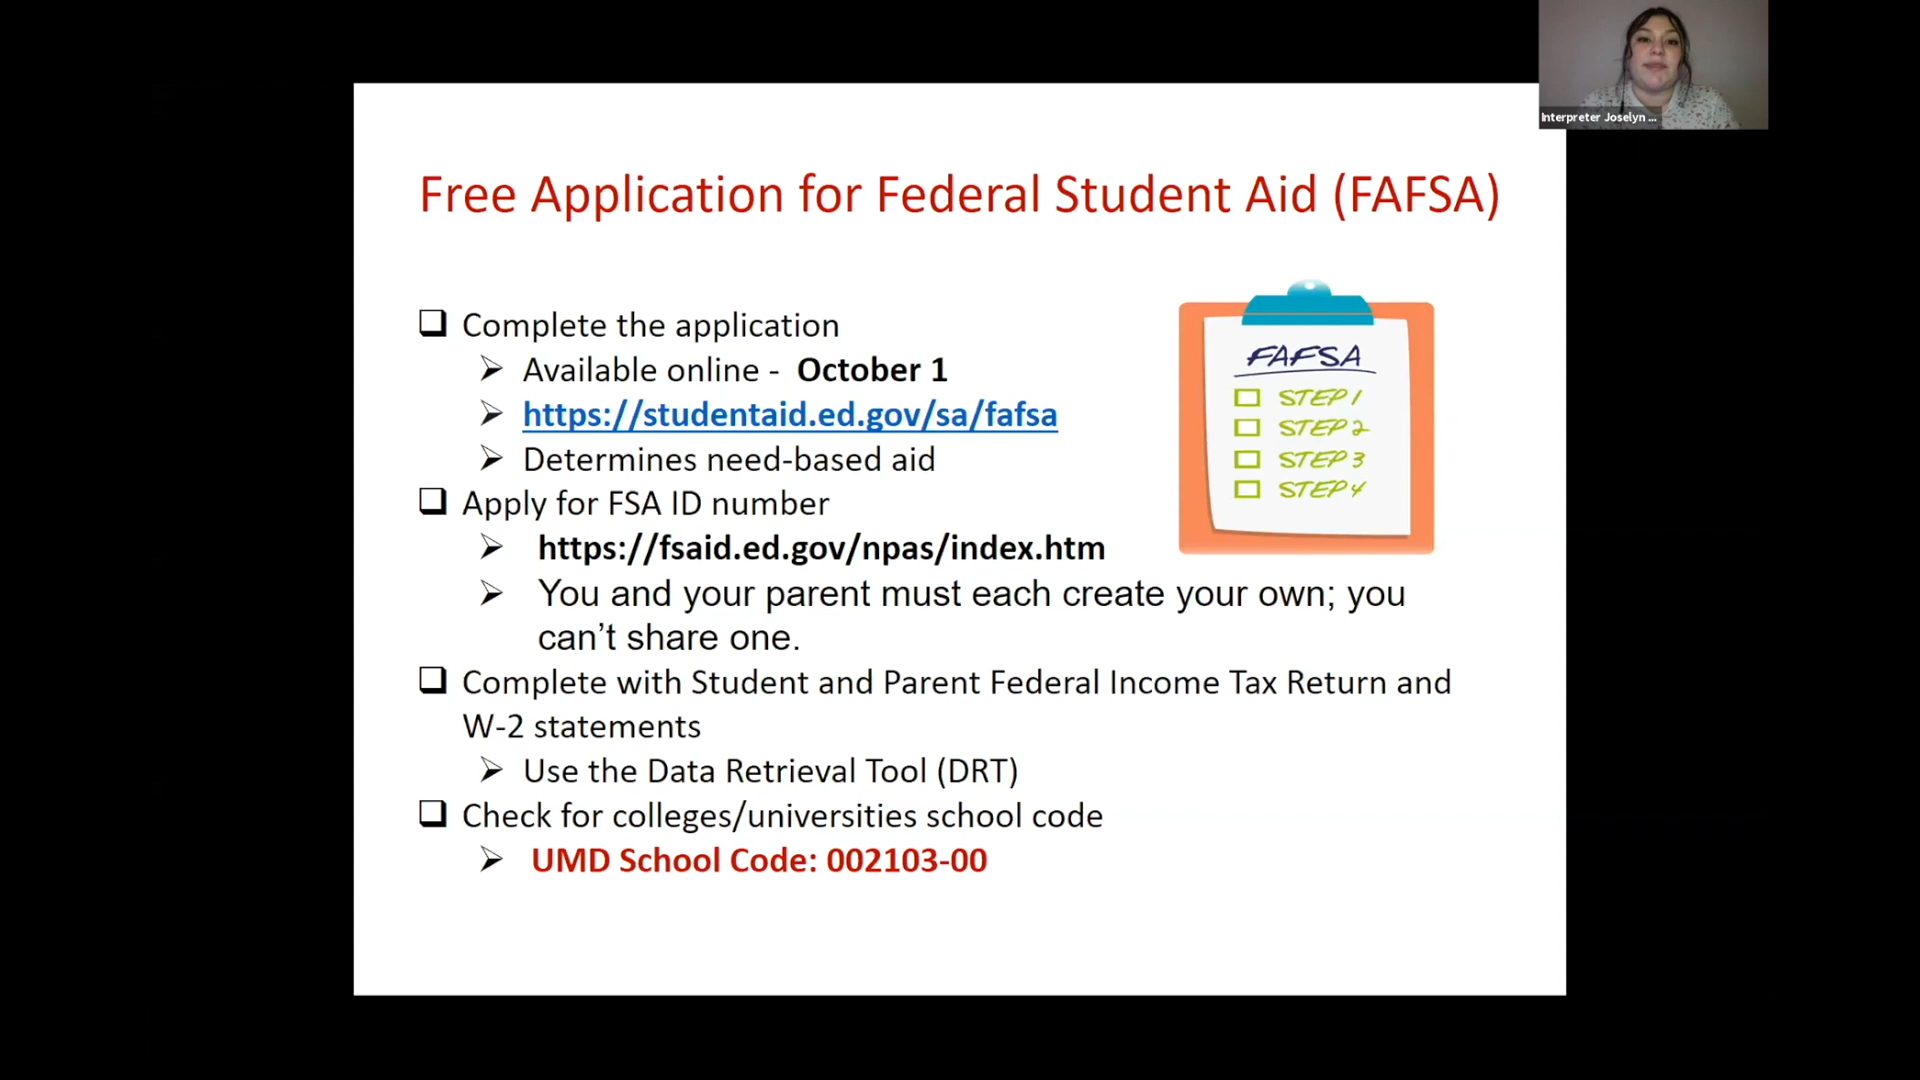 Interpreter Joselyn ...
Free Application for Federal Student Aid (FAFSA)
Complete the application
Available online - October 1
https://studentaid.ed.gov/sa/fafsa
Determines need-based aid
Apply for FSA ID number
https://fsaid.ed.gov/npas/index.htm
You and your parent must each create your own; you
can’t share one.
Complete with Student and Parent Federal Income Tax Return and
W-2 statements
Use the Data Retrieval Tool (DRT)
Check for colleges/universities school code
UMD School Code: 002103-00
FAFSA
STEP 1
STEP 2
STEP 3
STEP 4